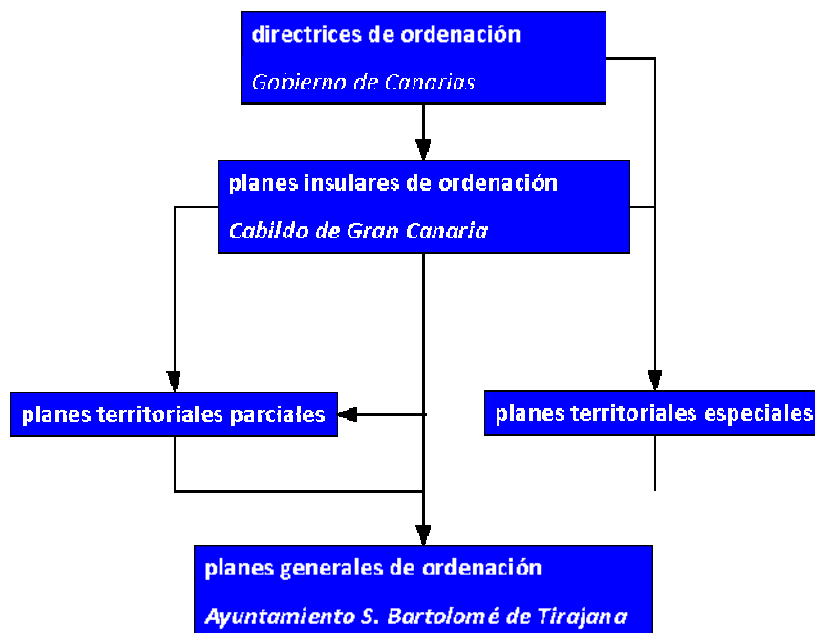 directrices de ordenación
Gobierno de Canarias
planes insulares de ordenación
Cabildo de Gran Canaria
planes territoriales parciales
planes territoriales especiales
planes generales de ordenación
Ayuntamiento S. Bartolomé de Tirajana